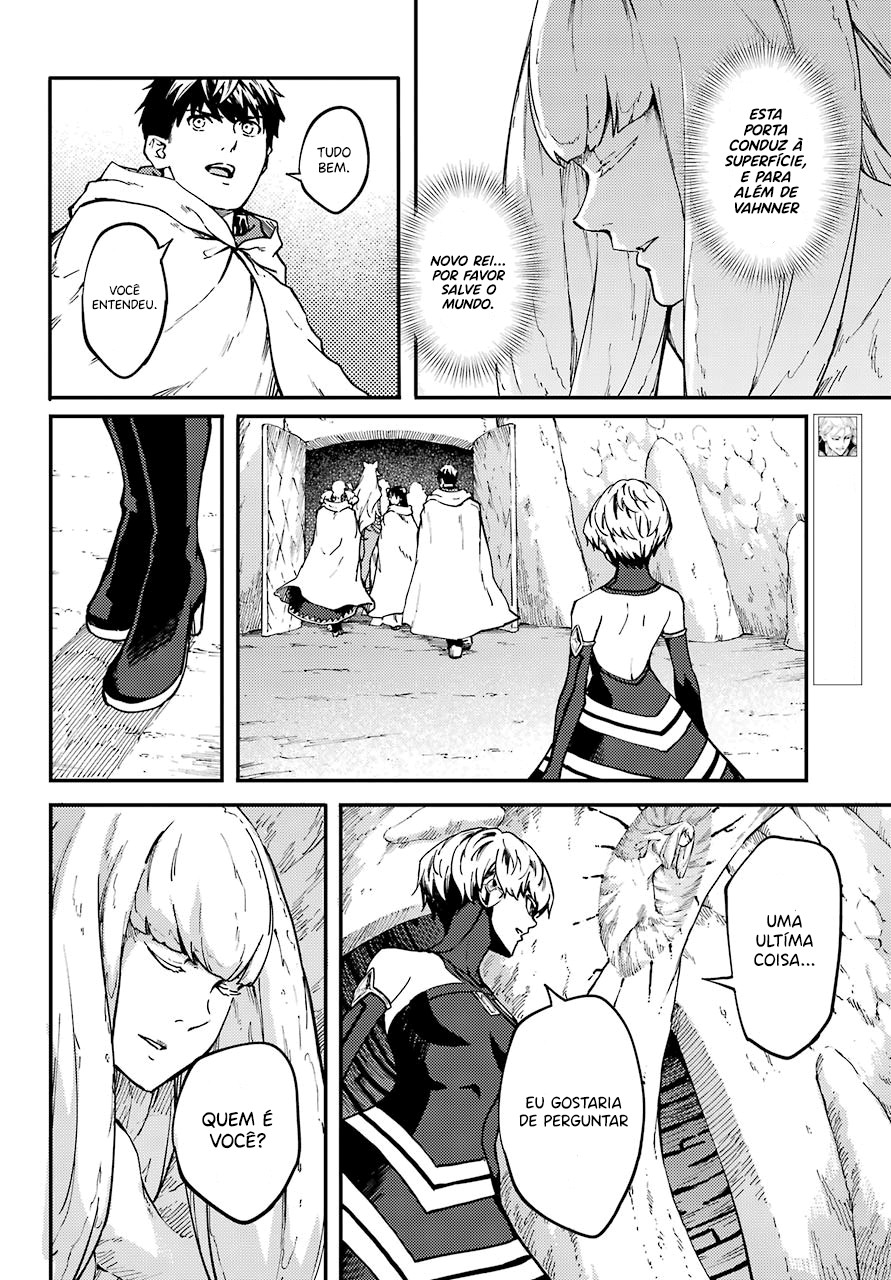 ESTA
PORTA
CONDUZ À
SUPERFÍCIE,
E PARA
ALÉM DE
VAHNNER
NOVO REI...
POR FAVOR
SALVE O
MUNDO.
TUDO
BEM.
VOCÊ
ENTENDEU.
UMA
ULTÍMA
COISA...
EU GOSTARIA
DE PERGUNTAR
QUEM É
VOCÊ?